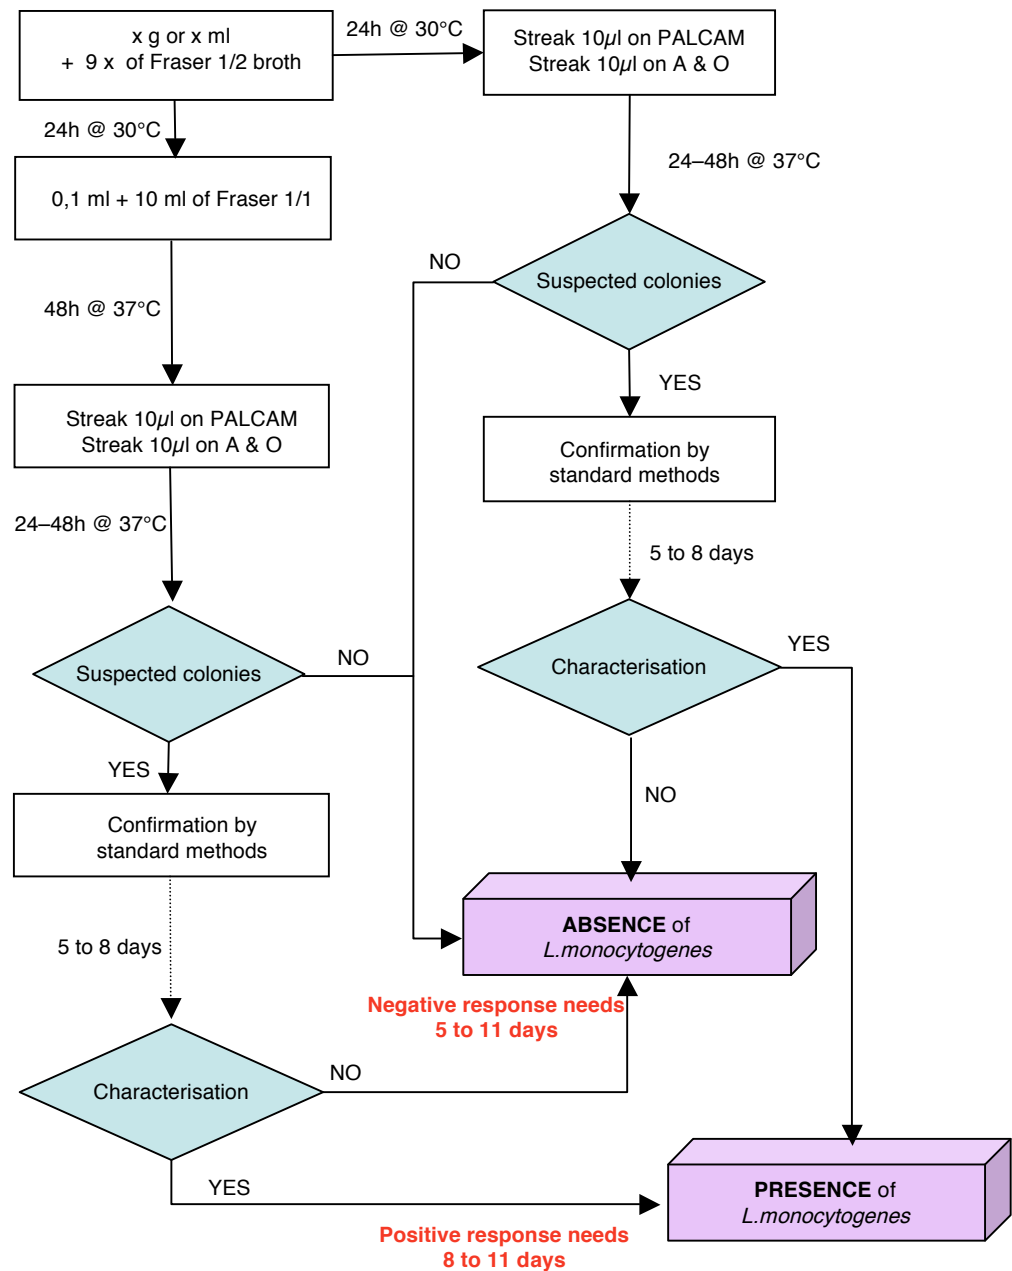 x g or x ml
+ 9 x of Fraser 1/2 broth
24h @ 30°C
Streak 10µl on PALCAM
Streak 10µl on A & O
24h @ 30°C
24–48h @ 37°C
0,1 ml + 10 ml of Fraser 1/1
NO
Suspected colonies
48h @ 37°C
YES
Streak 10µl on PALCAM
Streak 10µl on A & O
Confirmation by
standard methods
24–48h @ 37°C
5 to 8 days
Suspected colonies
NO
Characterisation
YES
YES
NO
Confirmation by
standard methods
ABSENCE of
L.monocytogenes
5 to 8 days
Negative response needs
5 to 11 days
Characterisation
NO
YES
PRESENCE of
L.monocytogenes
Positive response needs
8 to 11 days